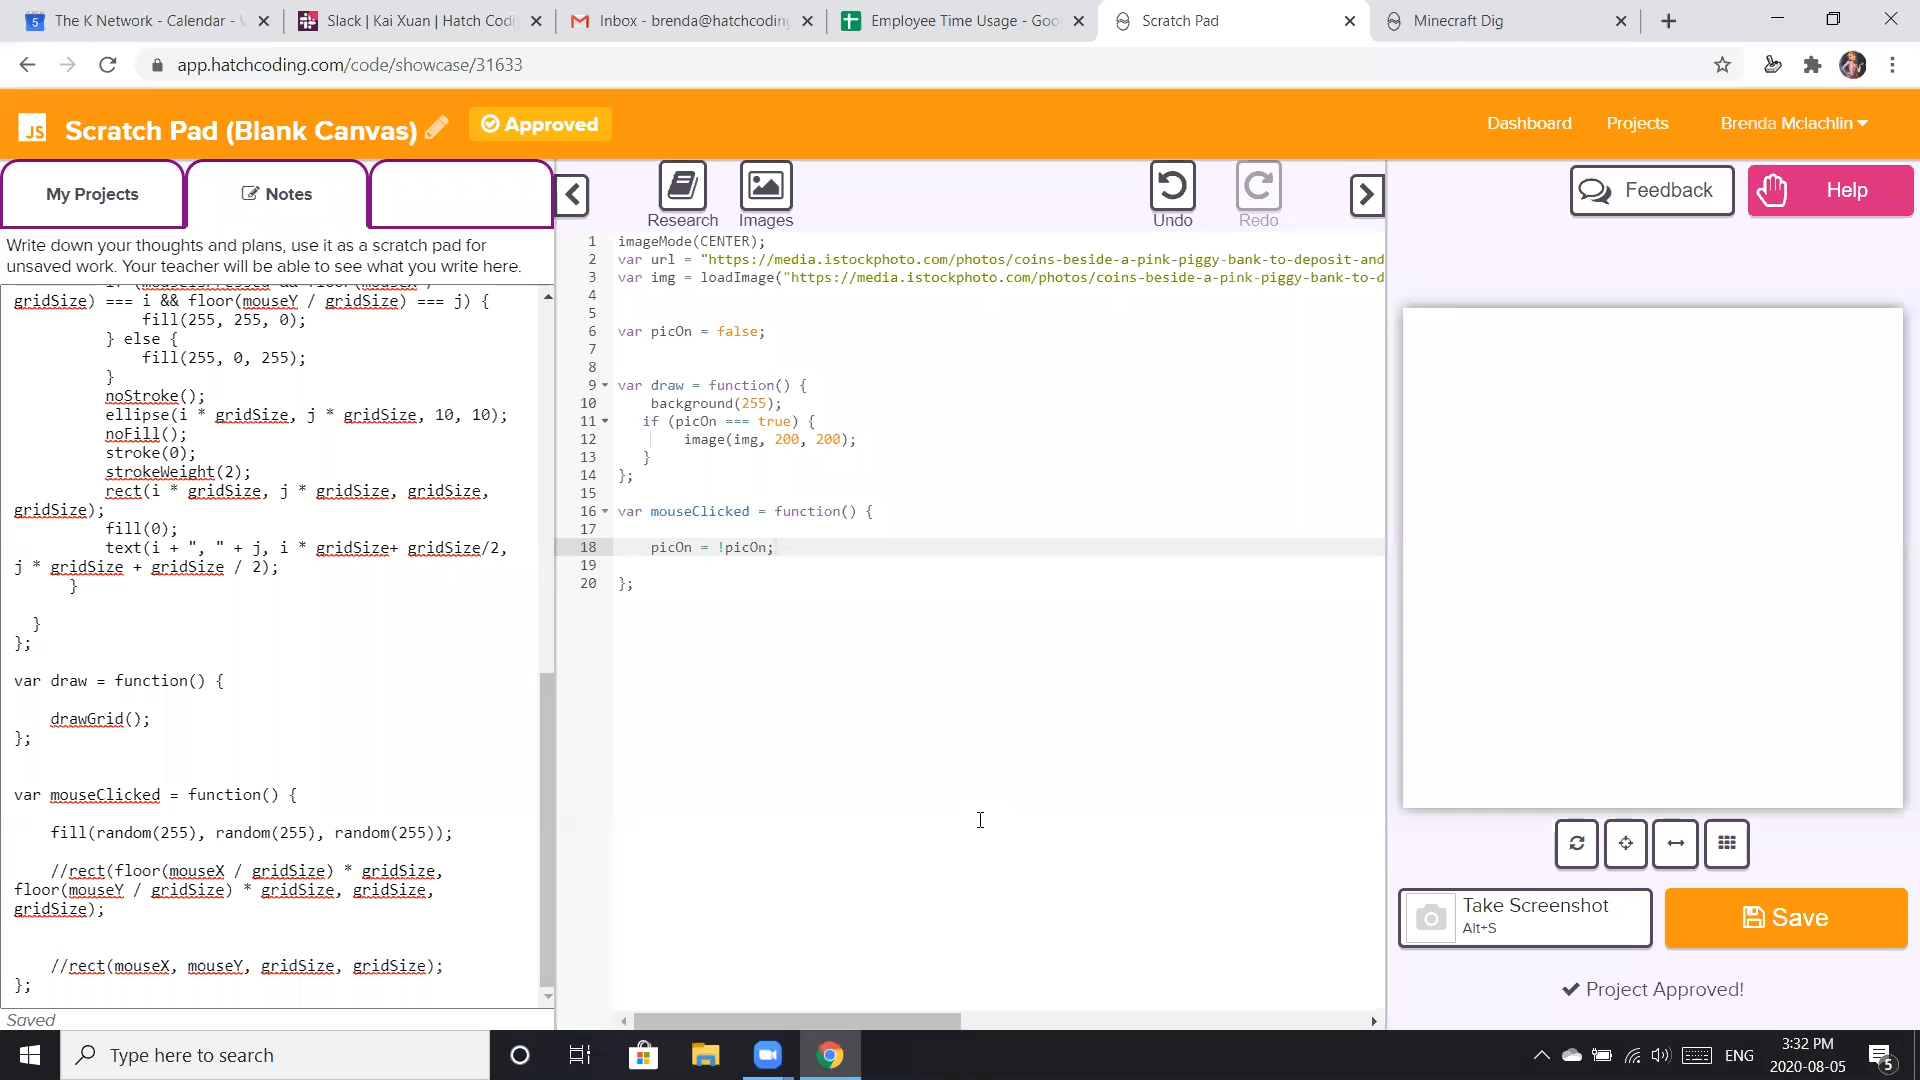 The K Network - Calendar -
Slack | Kai Xuan | Hatch Codi
Inbox - brenda@hatchcoding
Employee Time Usage - Goo
Scratch Pad
Minecraft Dig
app.hatchcoding.com/code/showcase/31633
JS
Scratch Pad (Blank Canvas)
Approved
Dashboard
Projects
Brenda Mclachlin
My Projects
Notes
Research
Images
Undo
Redo
Feedback
Help
Write down your thoughts and plans, use it as a scratch pad for
unsaved work. Your teacher will be able to see what you write here.
gridSize) === i && floor(mouseY / gridSize) === j) {
fill(255, 255, 0);
} else {
fill(255, 0, 255);
}
noStroke();
ellipse(i * gridSize, j * gridSize, 10, 10);
noFill();
stroke(0);
strokeWeight(2);
rect(i * gridSize, j * gridSize, gridSize,
gridSize);
fill(0);
text(i + ", " + j, i * gridSize+ gridSize/2,
j * gridSize + gridSize / 2);
}
}
};
var draw = function() {
drawGrid();
};
var mouseClicked = function() {
fill(random(255), random(255), random(255));
//rect(floor(mouseX / gridSize) * gridSize,
floor(mouseY / gridSize) * gridSize, gridSize,
gridSize);
//rect(mouseX, mouseY, gridSize, gridSize);
};
Saved
1 imageMode(CENTER);
2 var url = "https://media.istockphoto.com/photos/coins-beside-a-pink-piggy-bank-to-deposit-and
3 var img = loadImage("https://media.istockphoto.com/photos/coins-beside-a-pink-piggy-bank-to-d
4
5
6 var picOn = false;
7
8
9 var draw = function() {
10 background(255);
11 if (picOn === true) {
12 image(img, 200, 200);
13 }
14 };
15
16 var mouseClicked = function() {
17
18 picOn = !picOn;
19
20 };
Take Screenshot
Alt+S
Save
Project Approved!
Type here to search
ENG
3:32 PM
2020-08-05
5